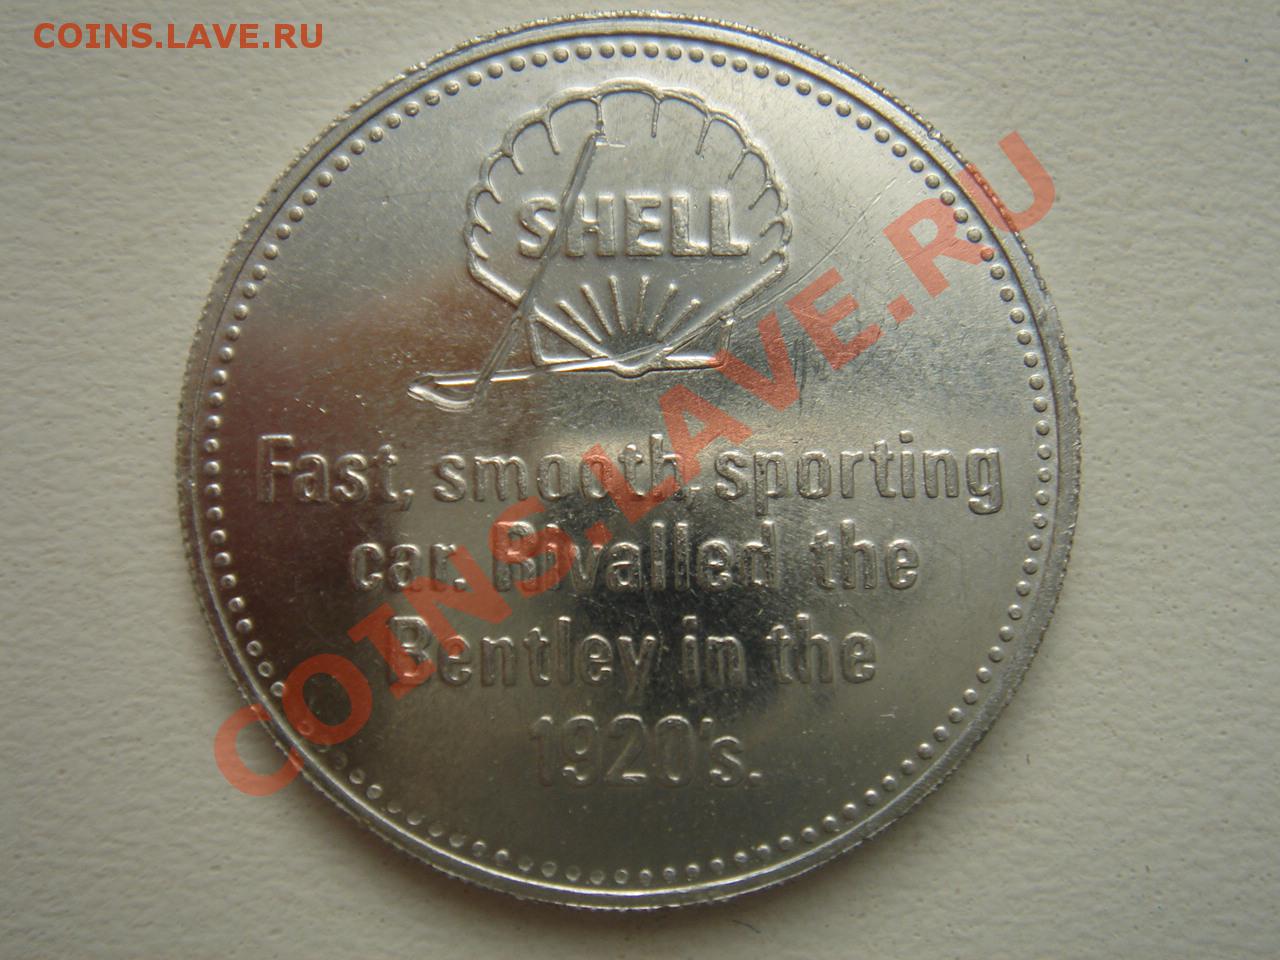 COINS.LAVE.RU
SHELL
Fast, smooth, sporting
car. Rivalled the
Bentley in the
1920's.
COINS.LAVE.RU